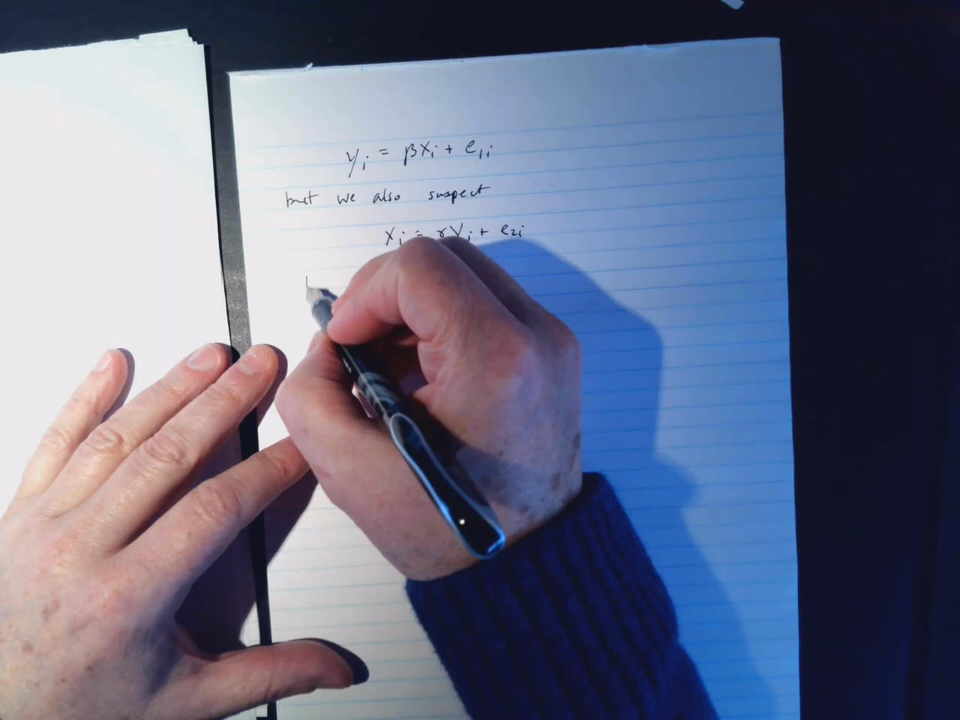 yᵢ = βxᵢ + e₁ᵢ
but we also suspect
xᵢ = γyᵢ + e₂ᵢ